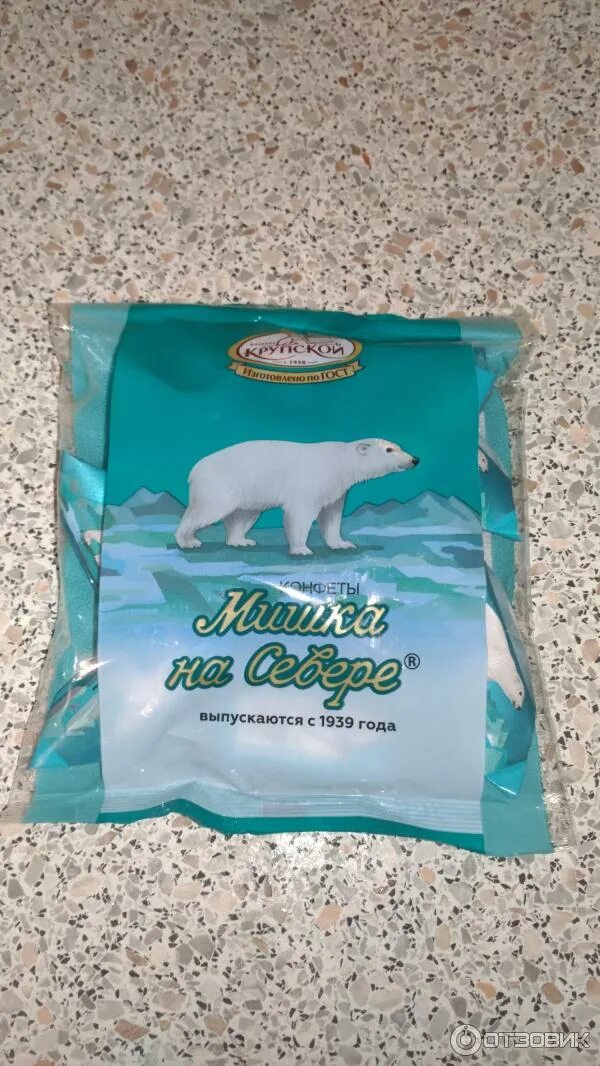 КРУПСКОЙ
с 1938
Изготовлено по ГОСТ
КОНФЕТЫ
Мишка
на Севере®
выпускаются с 1939 года
ОТЗОВИК